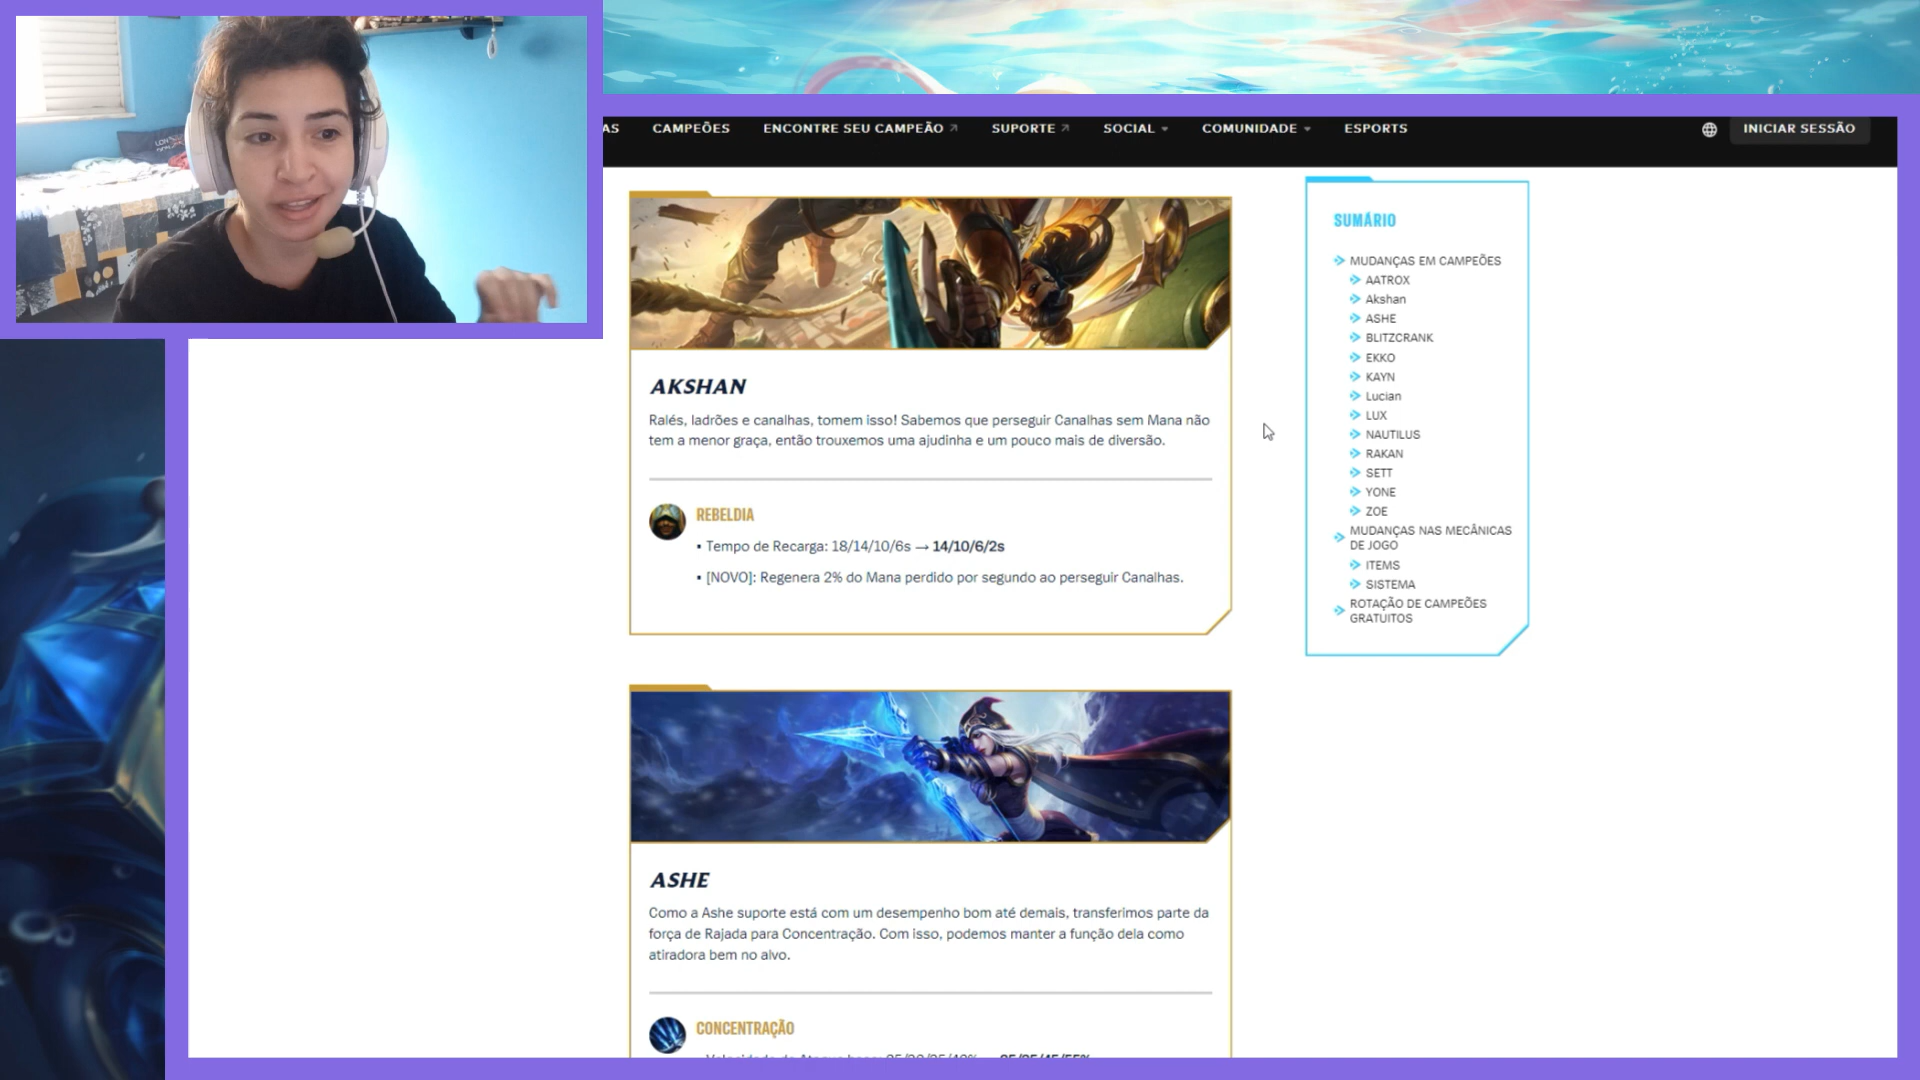 AS
CAMPEÕES
ENCONTRE SEU CAMPEÃO
SUPORTE
SOCIAL
COMUNIDADE
ESPORTS
INICIAR SESSÃO
AKSHAN
Ralés, ladrões e canalhas, tomem isso! Sabemos que perseguir Canalhas sem Mana não
tem a menor graça, então trouxemos uma ajudinha e um pouco mais de diversão.
REBELDIA
▪ Tempo de Recarga: 18/14/10/6s → 14/10/6/2s
▪ [NOVO]: Regenera 2% do Mana perdido por segundo ao perseguir Canalhas.
ASHE
Como a Ashe suporte está com um desempenho bom até demais, transferimos parte da
força de Rajada para Concentração. Com isso, podemos manter a função dela como
atiradora bem no alvo.
CONCENTRAÇÃO
SUMÁRIO
MUDANÇAS EM CAMPEÕES
AATROX
Akshan
ASHE
BLITZCRANK
EKKO
KAYN
Lucian
LUX
NAUTILUS
RAKAN
SETT
YONE
ZOE
MUDANÇAS NAS MECÂNICAS
DE JOGO
ITEMS
SISTEMA
ROTAÇÃO DE CAMPEÕES
GRATUITOS